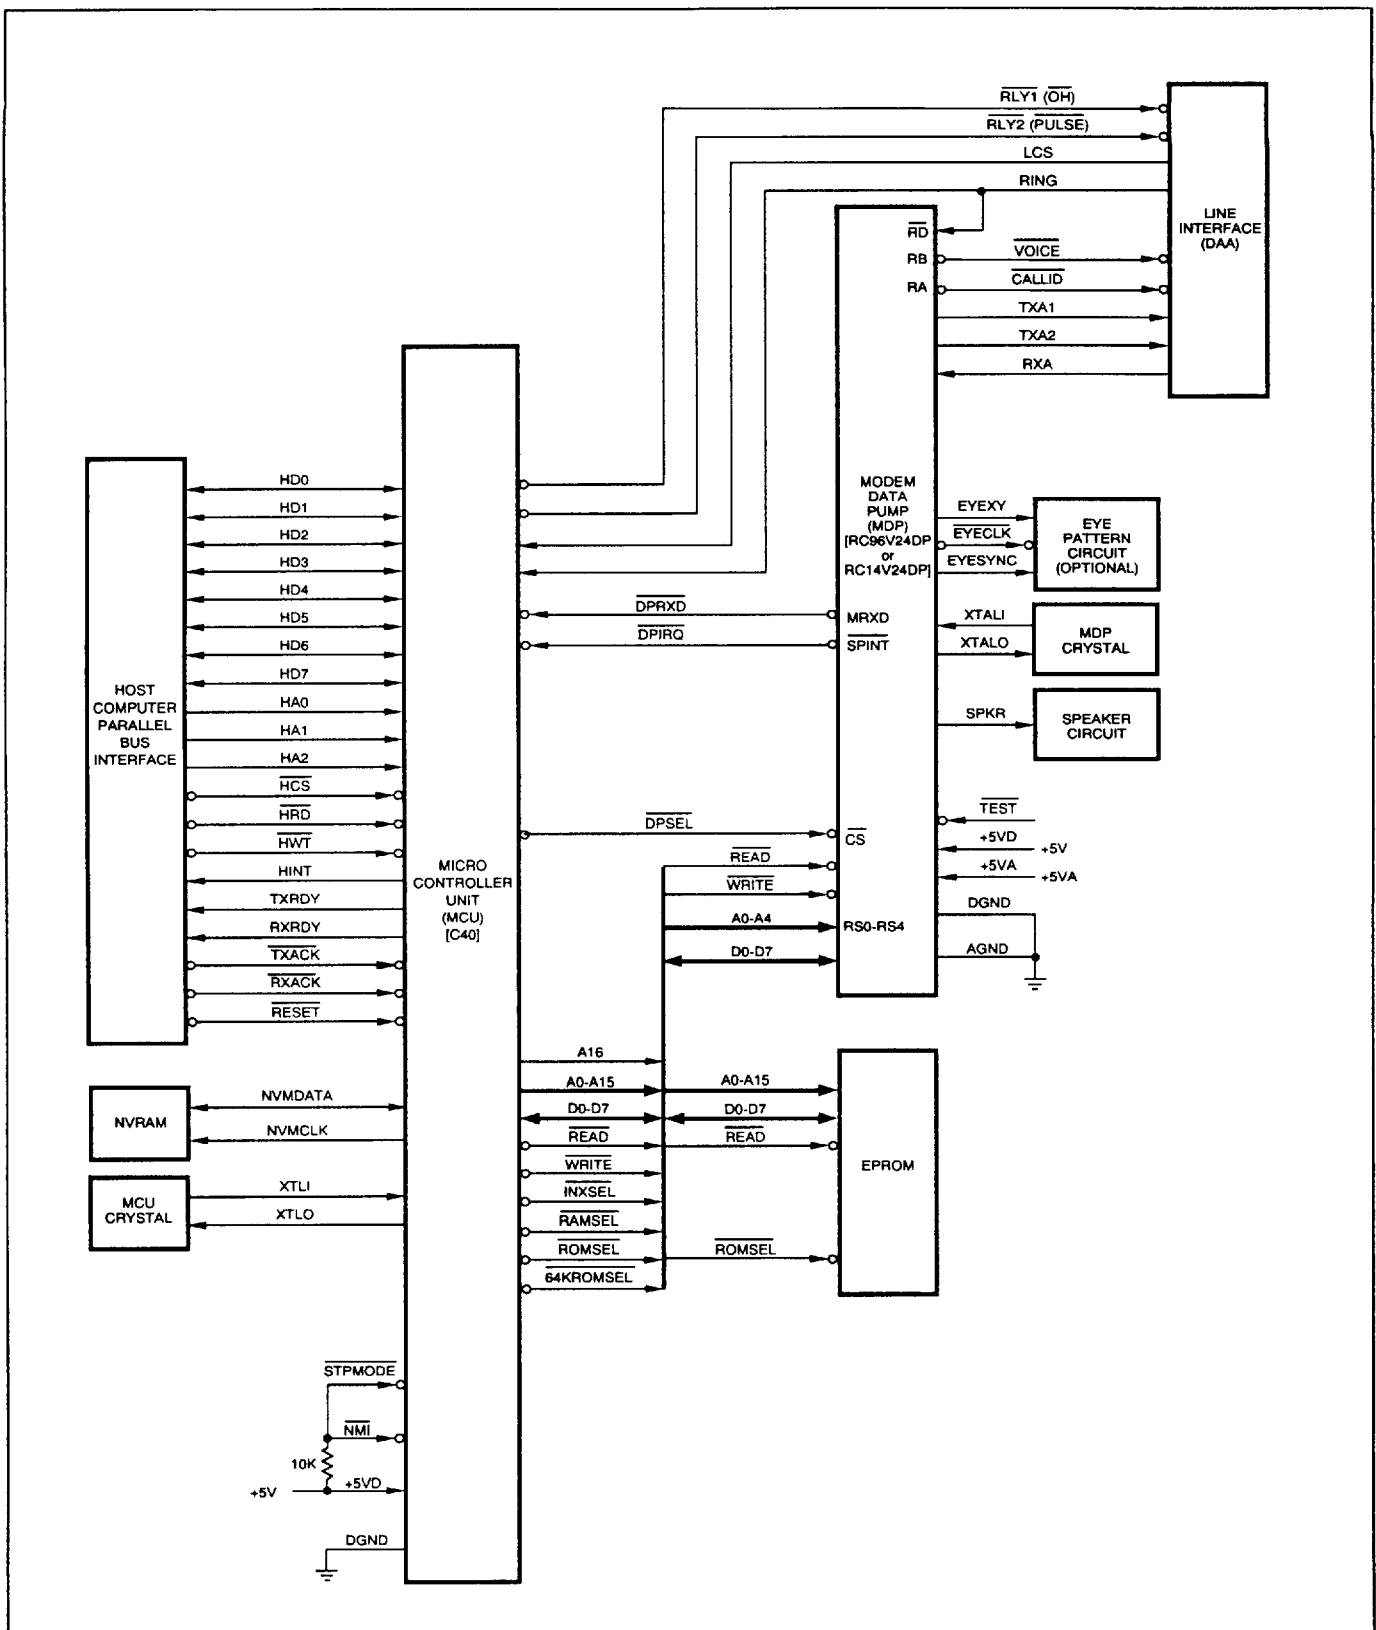 RLY1 (OH)
RLY2 (PULSE)
LCS
RING
LINE
INTERFACE
(DAA)
RD
RB
VOICE
RA
CALLID
TXA1
TXA2
RXA
MODEM
DATA
PUMP
(MDP)
[RC96V24DP
or
RC14V24DP]
EYEXY
EYECLK
EYESYNC
EYE
PATTERN
CIRCUIT
(OPTIONAL)
XTALI
XTALO
MDP
CRYSTAL
SPKR
SPEAKER
CIRCUIT
TEST
+5VD
+5V
+5VA
+5VA
DGND
AGND
DPRXD
MRXD
DPIRQ
SPINT
DPSEL
CS
READ
WRITE
A0-A4
RS0-RS4
D0-D7
HOST
COMPUTER
PARALLEL
BUS
INTERFACE
HD0
HD1
HD2
HD3
HD4
HD5
HD6
HD7
HA0
HA1
HA2
HCS
HRD
HWT
HINT
TXRDY
RXRDY
TXACK
RXACK
RESET
MICRO
CONTROLLER
UNIT
(MCU)
[C40]
NVRAM
NVMDATA
NVMCLK
MCU
CRYSTAL
XTLI
XTLO
A16
A0-A15
A0-A15
D0-D7
D0-D7
READ
READ
WRITE
INXSEL
RAMSEL
ROMSEL
ROMSEL
64KROMSEL
EPROM
STPMODE
NMI
10K
+5V
+5VD
DGND